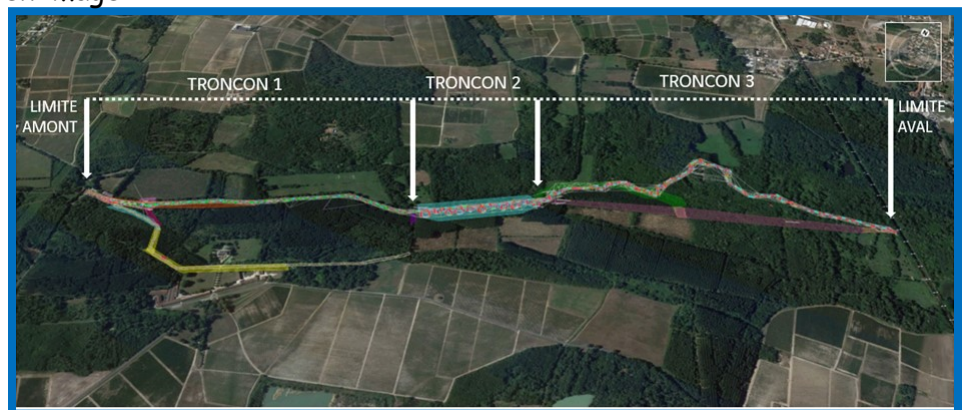 TRONCON 1
TRONCON 2
TRONCON 3
LIMITE
AMONT
LIMITE
AVAL